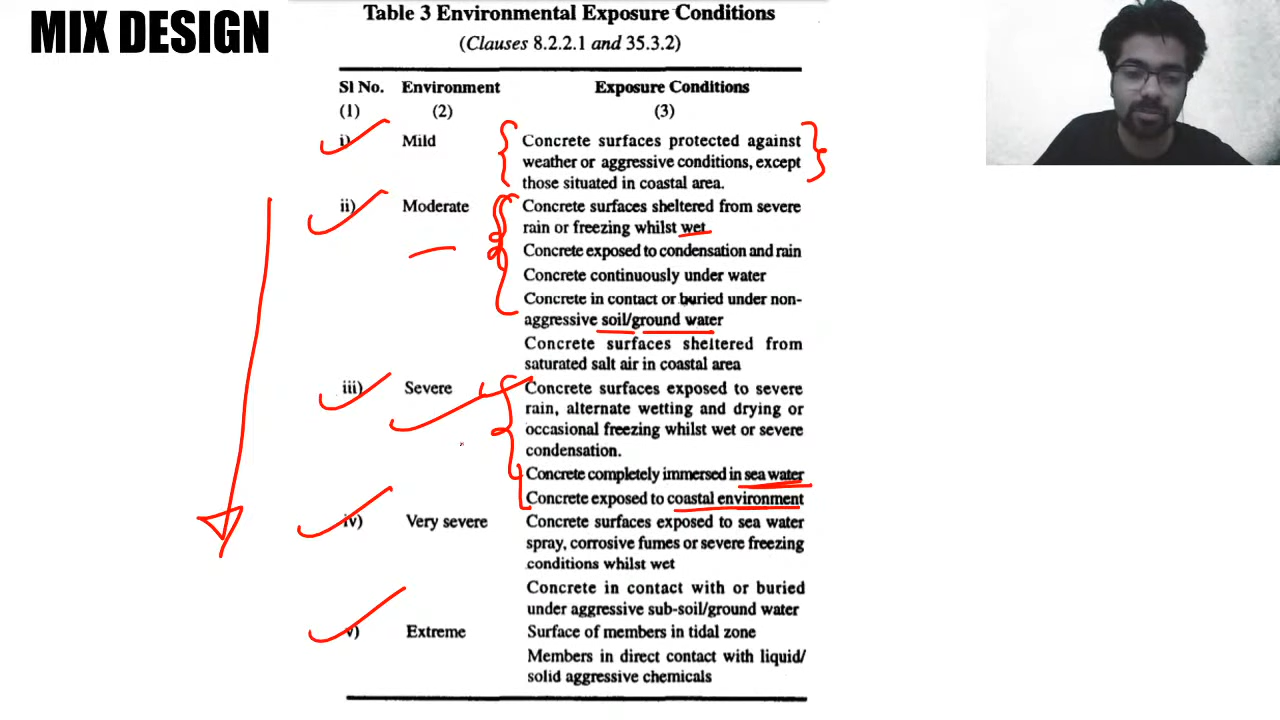 MIX DESIGN
Table 3 Environmental Exposure Conditions
(Clauses 8.2.2.1 and 35.3.2)
Sl No. Environment Exposure Conditions
(1) (2) (3)
i) Mild Concrete surfaces protected against
weather or aggressive conditions, except
those situated in coastal area.
ii) Moderate Concrete surfaces sheltered from severe
rain or freezing whilst wet
Concrete exposed to condensation and rain
Concrete continuously under water
Concrete in contact or buried under non-
aggressive soil/ground water
Concrete surfaces sheltered from
saturated salt air in coastal area
iii) Severe Concrete surfaces exposed to severe
rain, alternate wetting and drying or
occasional freezing whilst wet or severe
condensation.
Concrete completely immersed in sea water
Concrete exposed to coastal environment
iv) Very severe Concrete surfaces exposed to sea water
spray, corrosive fumes or severe freezing
conditions whilst wet
Concrete in contact with or buried
under aggressive sub-soil/ground water
v) Extreme Surface of members in tidal zone
Members in direct contact with liquid/
solid aggressive chemicals